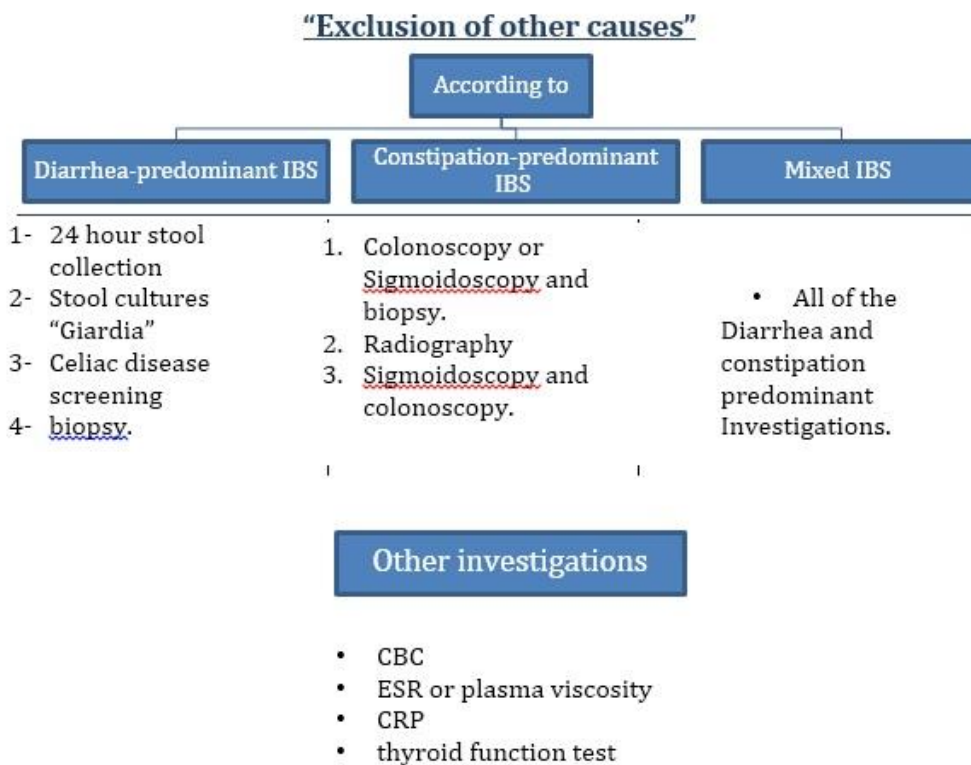 “Exclusion of other causes”
According to
Diarrhea-predominant IBS
Constipation-predominant
IBS
Mixed IBS
1- 24 hour stool
collection
2- Stool cultures
“Giardia”
3- Celiac disease
screening
4- biopsy.
1. Colonoscopy or
Sigmoidoscopy and
biopsy.
2. Radiography
3. Sigmoidoscopy and
colonoscopy.
• All of the
Diarrhea and
constipation
predominant
Investigations.
Other investigations
• CBC
• ESR or plasma viscosity
• CRP
• thyroid function test